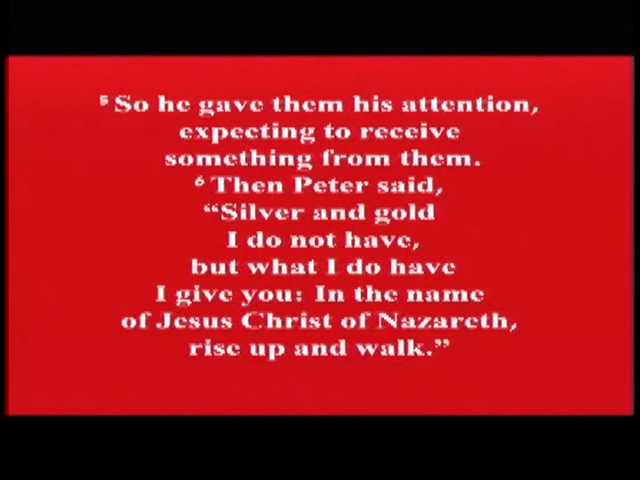 ⁵ So he gave them his attention,
expecting to receive
something from them.
⁶ Then Peter said,
“Silver and gold
I do not have,
but what I do have
I give you: In the name
of Jesus Christ of Nazareth,
rise up and walk.”